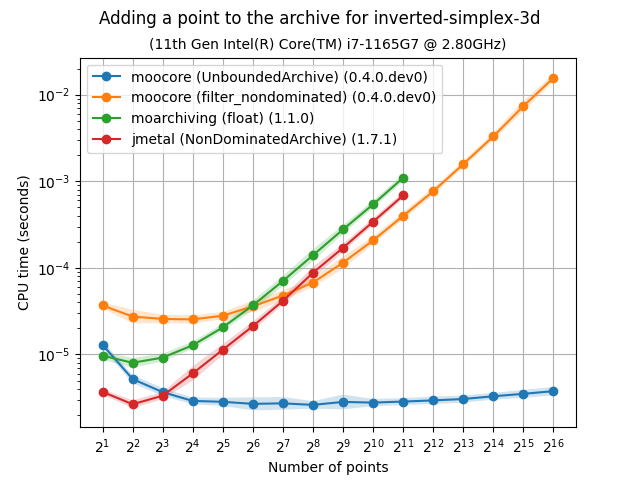 Adding a point to the archive for inverted-simplex-3d
(11th Gen Intel(R) Core(TM) i7-1165G7 @ 2.80GHz)
moocore (UnboundedArchive) (0.4.0.dev0)
moocore (filter_nondominated) (0.4.0.dev0)
moarchiving (float) (1.1.0)
jmetal (NonDominatedArchive) (1.7.1)
CPU time (seconds)
10⁻²
10⁻³
10⁻⁴
10⁻⁵
2¹ 2² 2³ 2⁴ 2⁵ 2⁶ 2⁷ 2⁸ 2⁹ 2¹⁰ 2¹¹ 2¹² 2¹³ 2¹⁴ 2¹⁵ 2¹⁶
Number of points